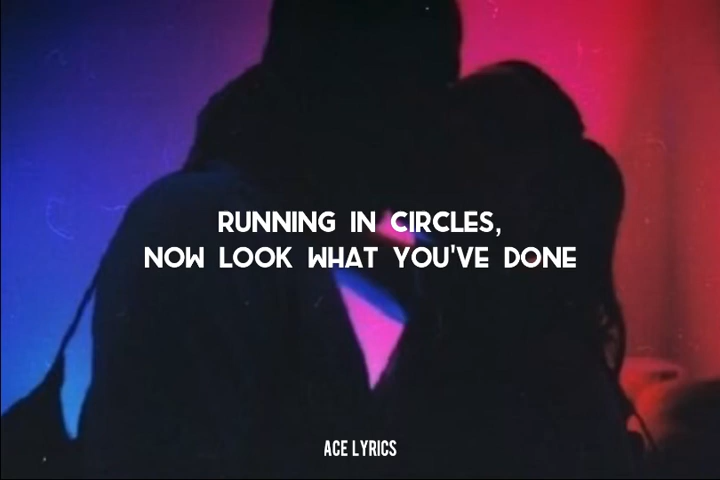 RUNNING IN CIRCLES,
NOW LOOK WHAT YOU'VE DONE
ACE LYRICS